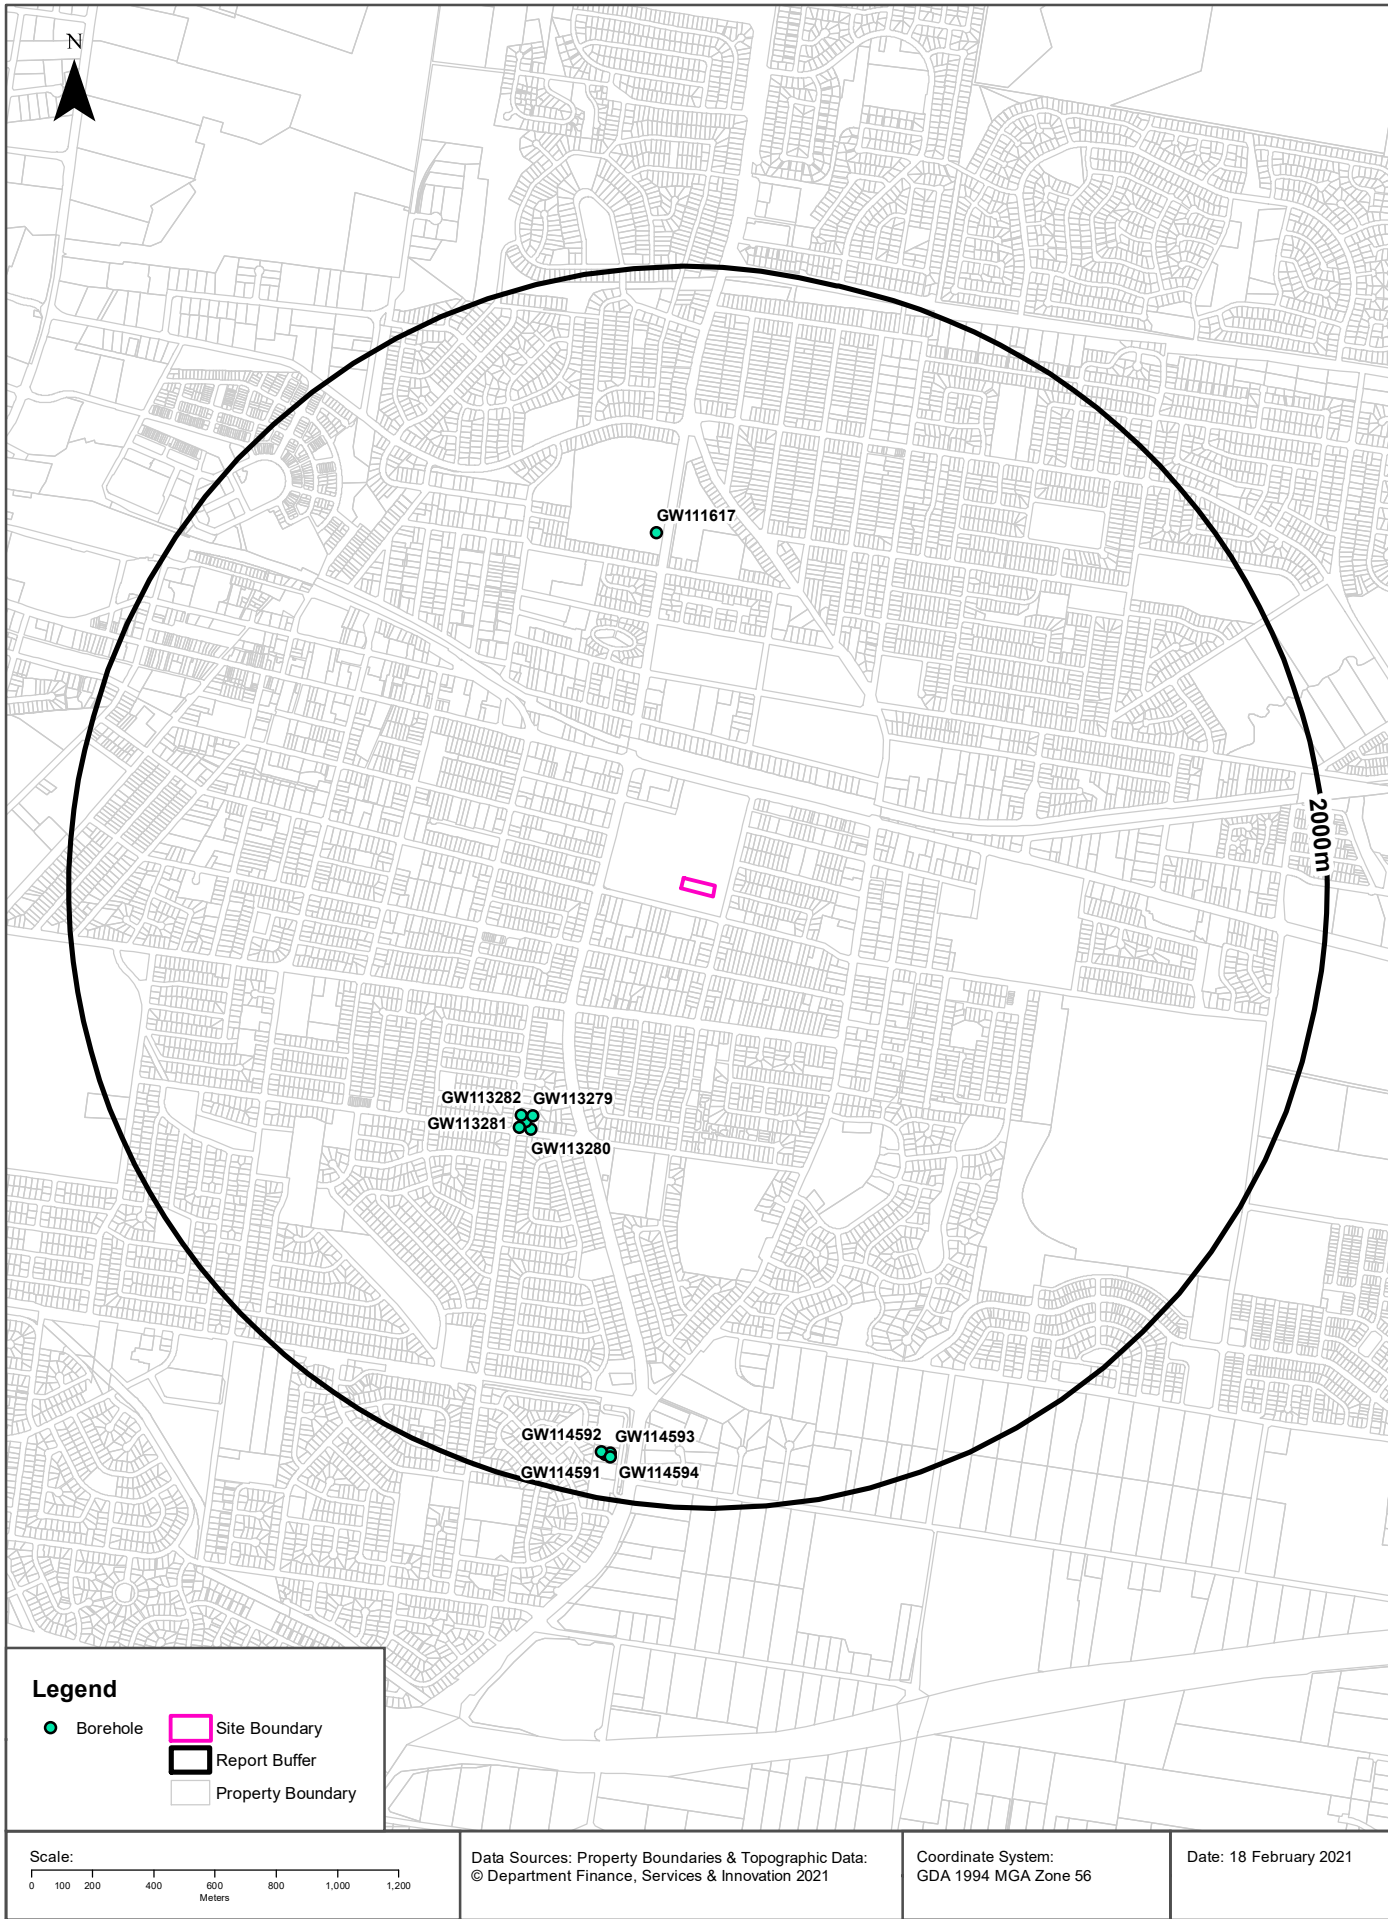 N
GW111617
2000m
GW113282 GW113279
GW113281
GW113280
GW114592 GW114593
GW114591 GW114594
Legend
Borehole
Site Boundary
Report Buffer
Property Boundary
Scale:
0 100 200 400 600 800 1,000 1,200
Meters
Data Sources: Property Boundaries & Topographic Data:
© Department Finance, Services & Innovation 2021
Coordinate System:
GDA 1994 MGA Zone 56
Date: 18 February 2021